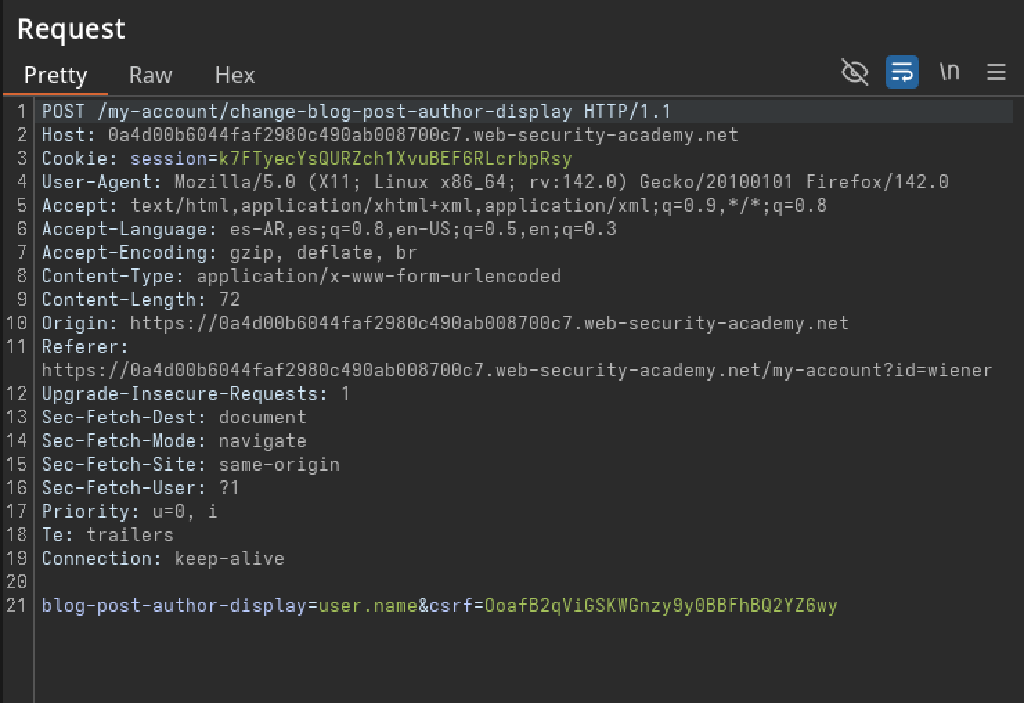 Request
Pretty Raw Hex
\n
1 POST /my-account/change-blog-post-author-display HTTP/1.1
2 Host: 0a4d00b6044faf2980c490ab008700c7.web-security-academy.net
3 Cookie: session=k7FTyecYsQURZch1XvuBEF6RLcrbpRsy
4 User-Agent: Mozilla/5.0 (X11; Linux x86_64; rv:142.0) Gecko/20100101 Firefox/142.0
5 Accept: text/html,application/xhtml+xml,application/xml;q=0.9,*/*;q=0.8
6 Accept-Language: es-AR,es;q=0.8,en-US;q=0.5,en;q=0.3
7 Accept-Encoding: gzip, deflate, br
8 Content-Type: application/x-www-form-urlencoded
9 Content-Length: 72
10 Origin: https://0a4d00b6044faf2980c490ab008700c7.web-security-academy.net
11 Referer:
https://0a4d00b6044faf2980c490ab008700c7.web-security-academy.net/my-account?id=wiener
12 Upgrade-Insecure-Requests: 1
13 Sec-Fetch-Dest: document
14 Sec-Fetch-Mode: navigate
15 Sec-Fetch-Site: same-origin
16 Sec-Fetch-User: ?1
17 Priority: u=0, i
18 Te: trailers
19 Connection: keep-alive
20
21 blog-post-author-display=user.name&csrf=OoafB2qViGSKWGnzy9y0BBFhBQ2YZ6wy